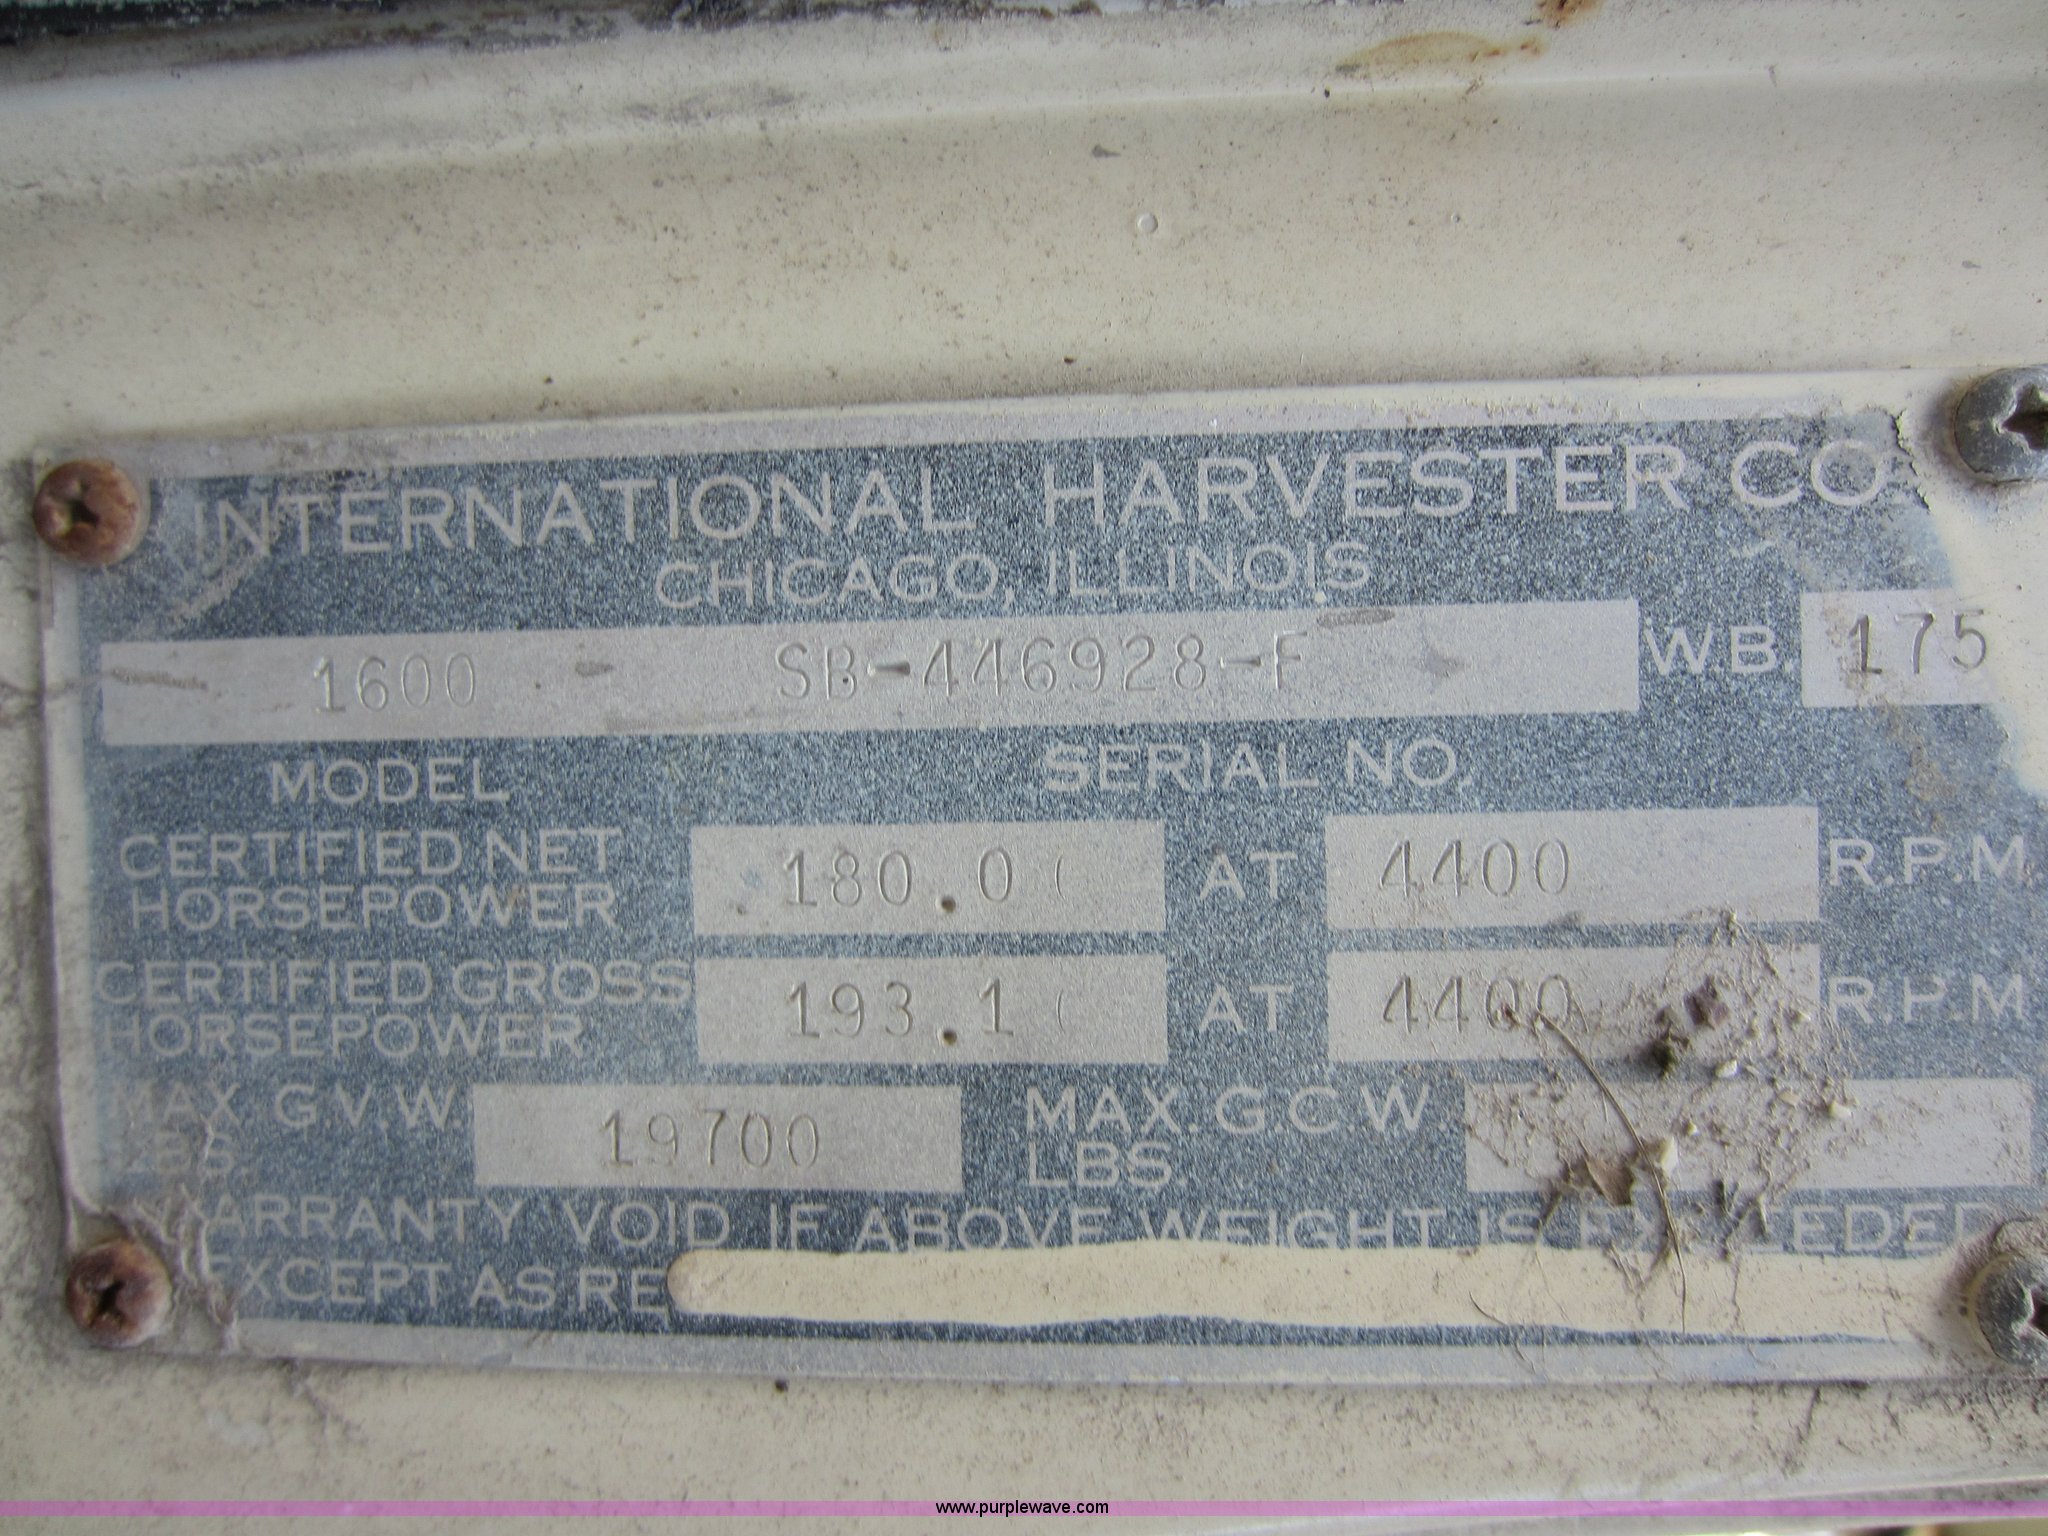 INTERNATIONAL HARVESTER CO
CHICAGO, ILLINOIS
1600 SB-446928-F W.B. 175
MODEL SERIAL NO.
CERTIFIED NET HORSEPOWER 180.0 AT 4400 R.P.M.
CERTIFIED GROSS HORSEPOWER 193.1 AT 4400 R.P.M
MAX G.V.W. LBS. 19700 MAX. G.C.W LBS.
WARRANTY VOID IF ABOVE WEIGHT IS EXCEEDED
EXCEPT AS RE
www.purplewave.com